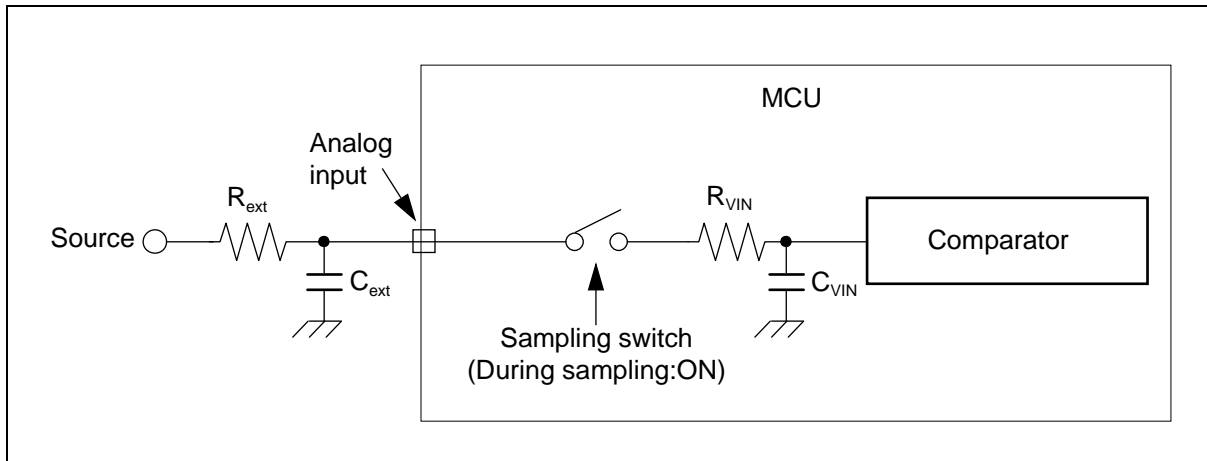 MCU
Analog
input
R_ext
R_VIN
Source
Comparator
C_ext
C_VIN
Sampling switch
(During sampling:ON)